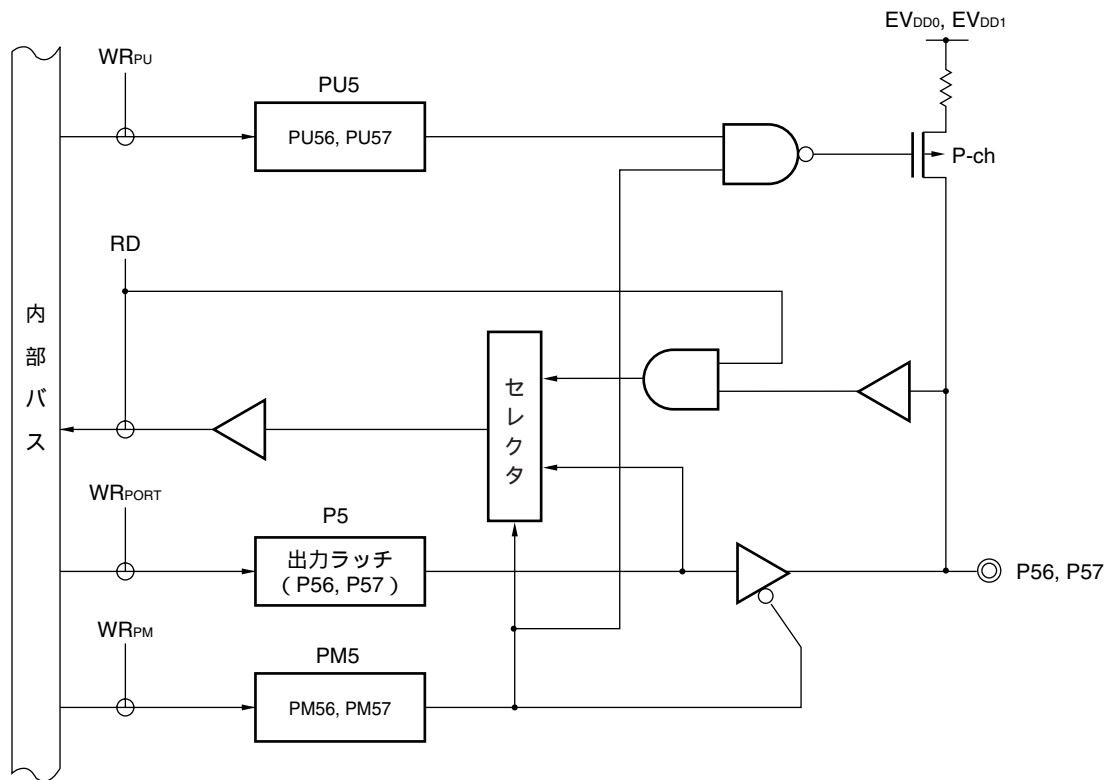 EVDD0, EVDD1
WRPU
PU5
PU56, PU57
P-ch
RD
内部バス
セレクタ
WRPORT
P5
出力ラッチ
( P56, P57 )
P56, P57
WRPM
PM5
PM56, PM57